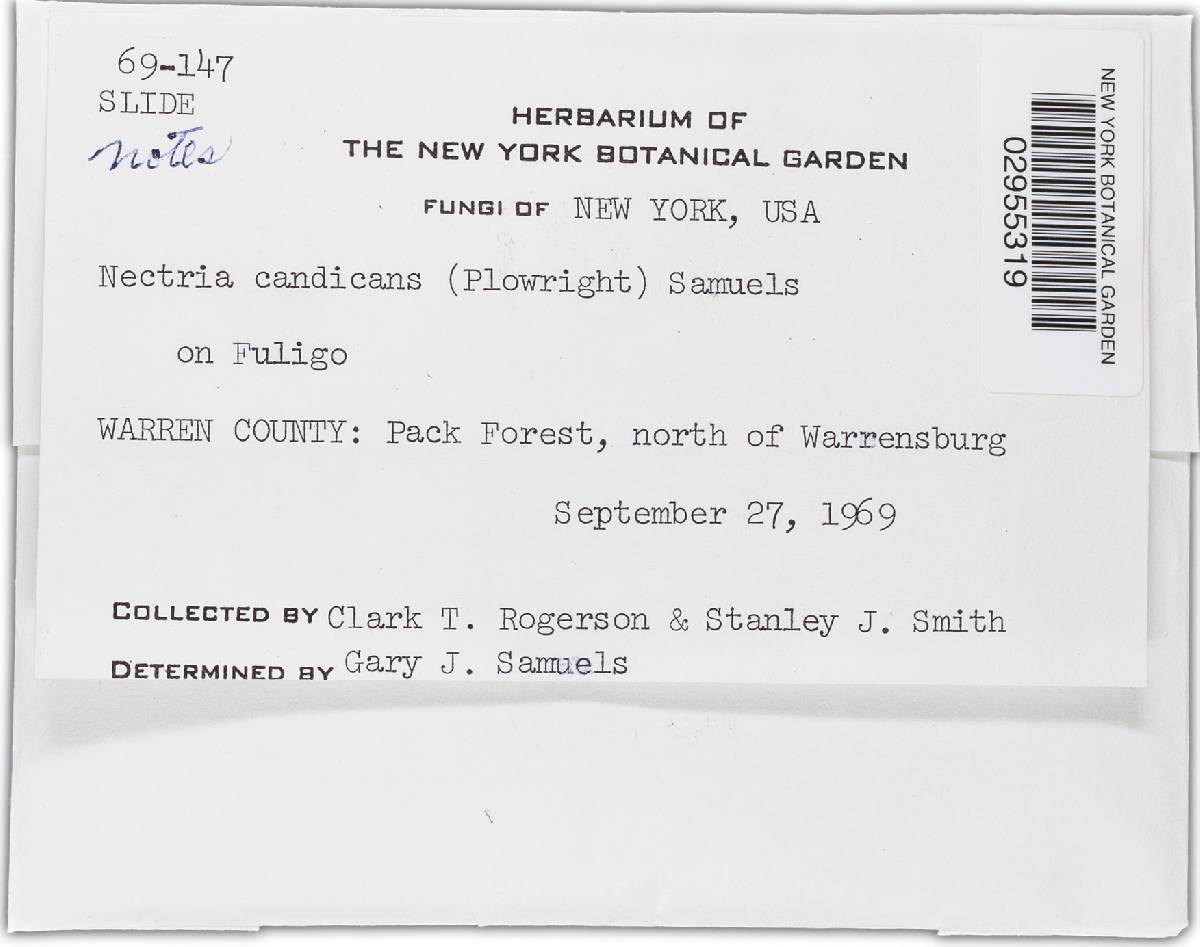 69-147
SLIDE
notes
HERBARIUM OF
THE NEW YORK BOTANICAL GARDEN
FUNGI OF NEW YORK, USA
Nectria candicans (Plowright) Samuels
on Fuligo
WARREN COUNTY: Pack Forest, north of Warrensburg
September 27, 1969
COLLECTED BY Clark T. Rogerson & Stanley J. Smith
DETERMINED BY Gary J. Samuels
NEW YORK BOTANICAL GARDEN
02955319